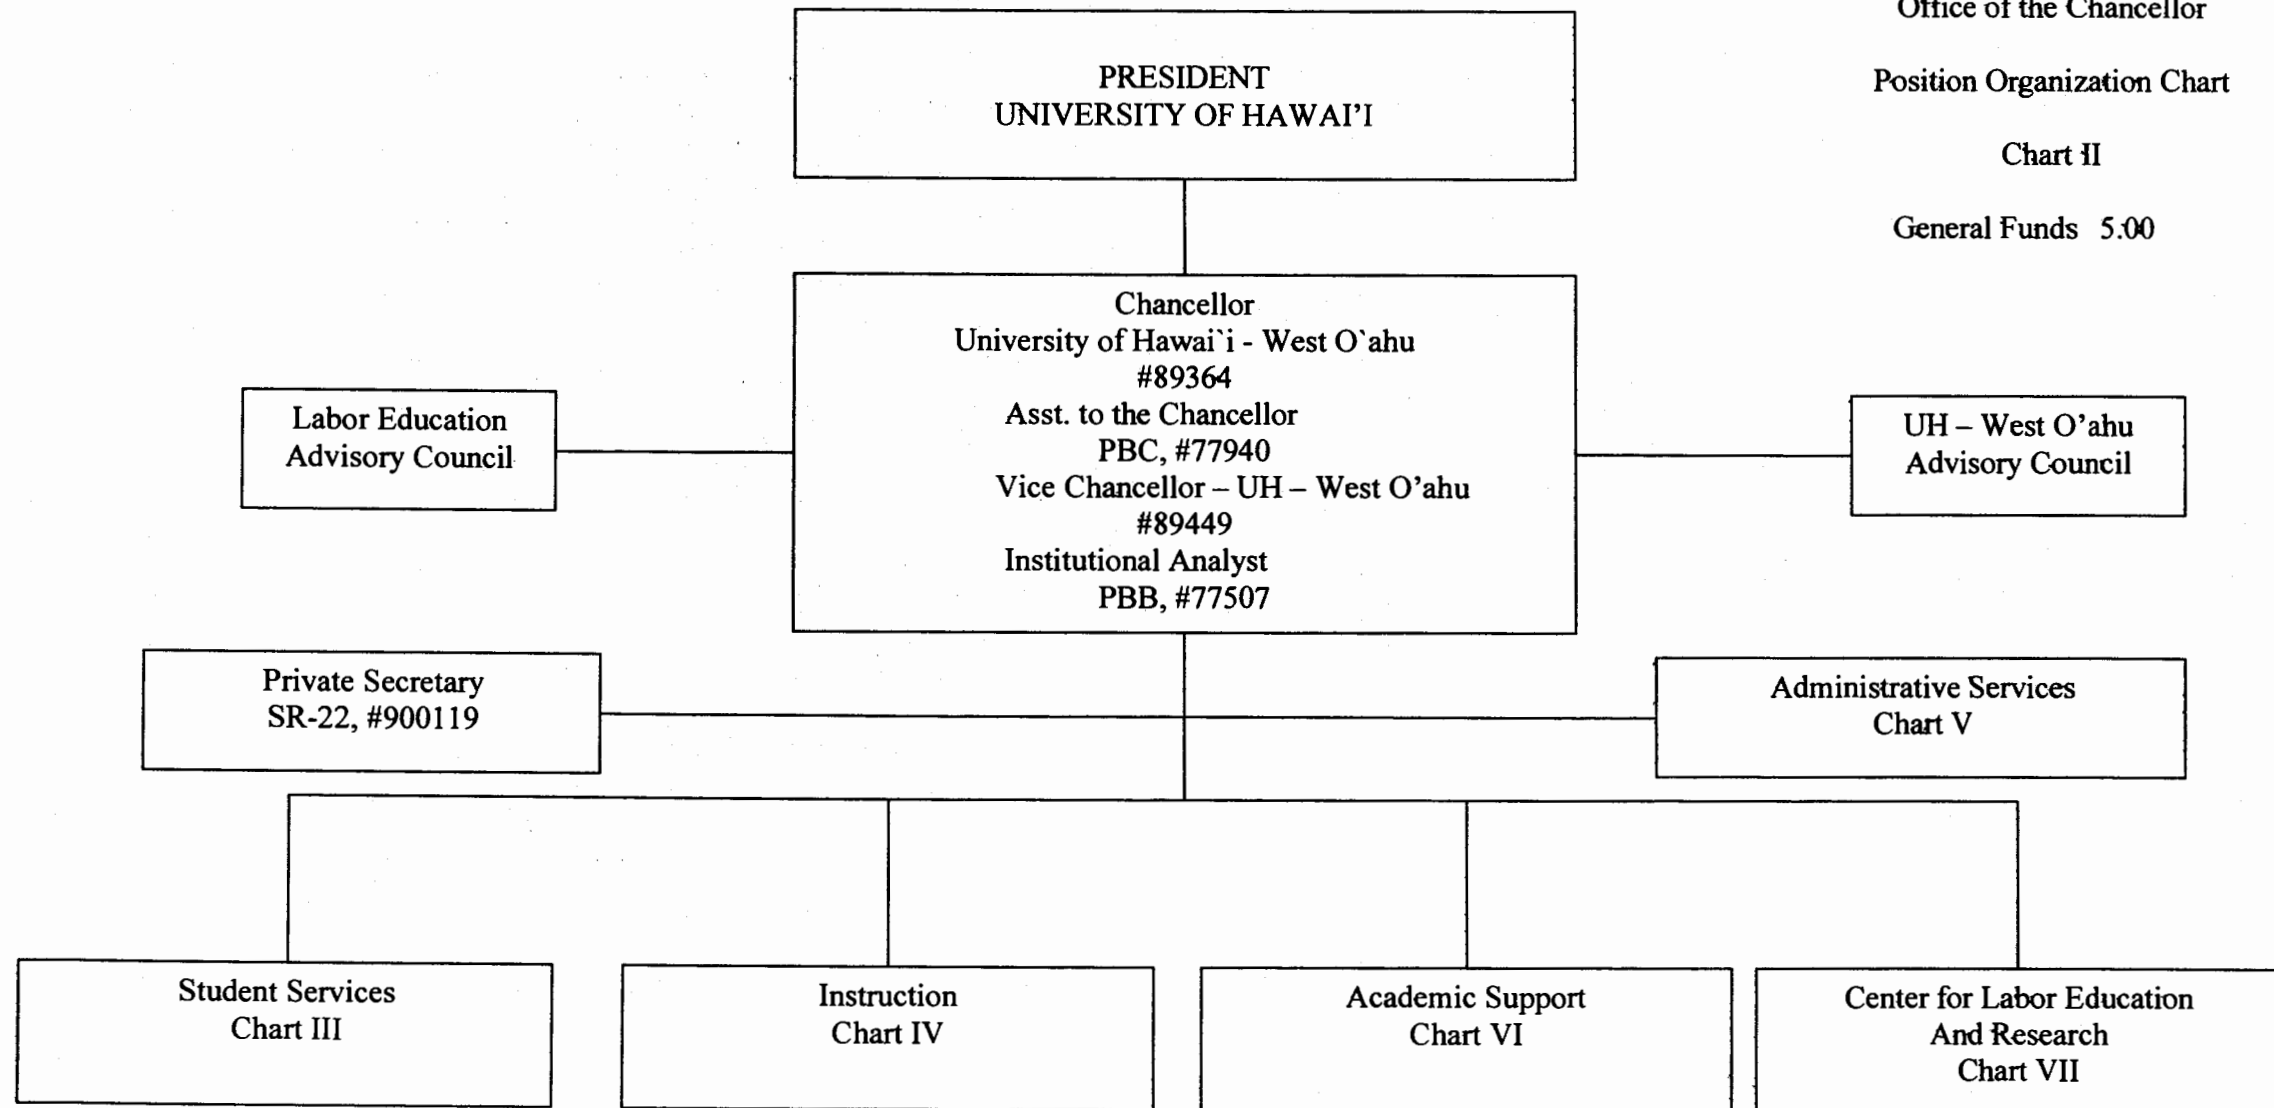 Office of the Chancellor
Position Organization Chart
Chart II
General Funds 5.00
PRESIDENT
UNIVERSITY OF HAWAI'I
Chancellor
University of Hawai`i - West O`ahu
#89364
Asst. to the Chancellor
PBC, #77940
Vice Chancellor – UH – West O'ahu
#89449
Institutional Analyst
PBB, #77507
Labor Education
Advisory Council
UH – West O'ahu
Advisory Council
Private Secretary
SR-22, #900119
Administrative Services
Chart V
Student Services
Chart III
Instruction
Chart IV
Academic Support
Chart VI
Center for Labor Education
And Research
Chart VII